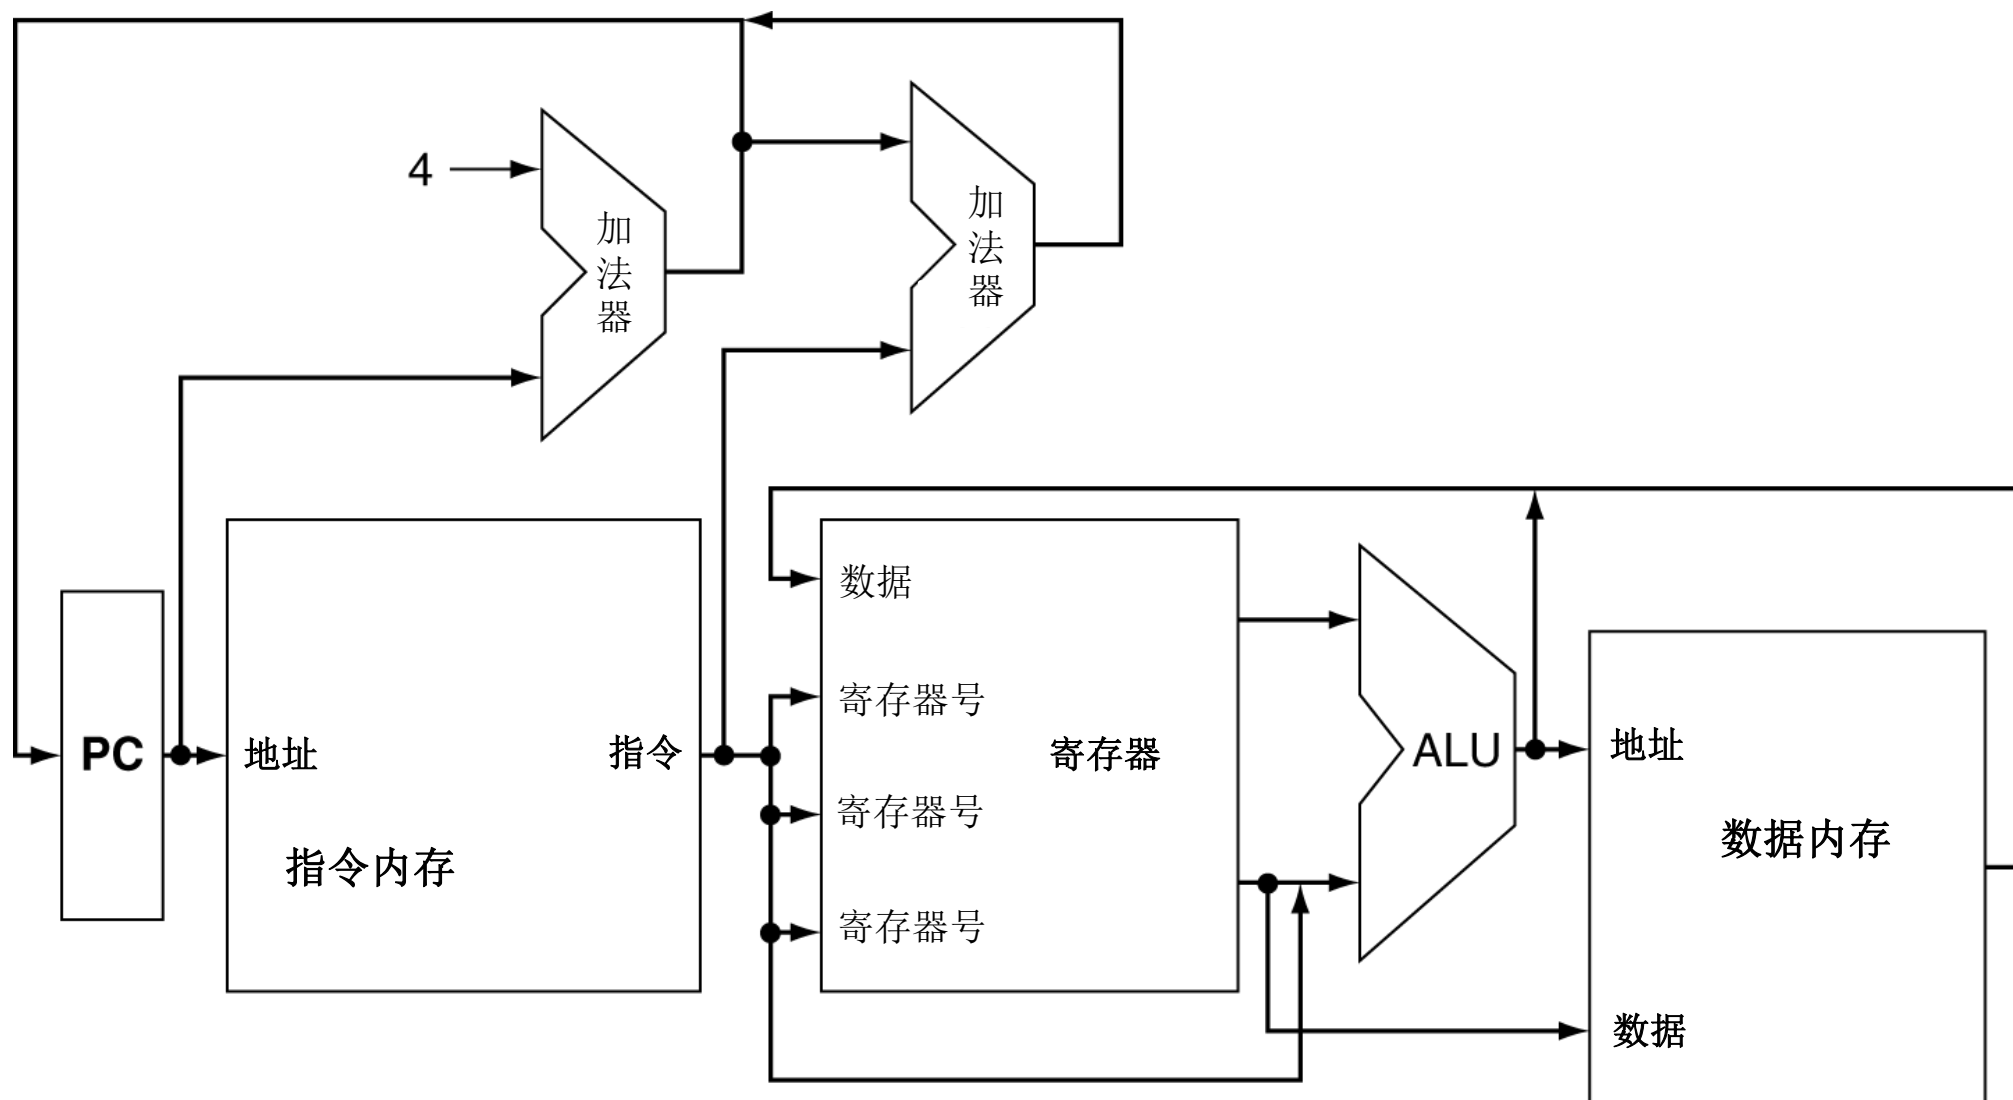 4
加法器
加法器
数据
寄存器号
寄存器号
寄存器号
寄存器
PC
地址
指令
指令内存
ALU
地址
数据内存
数据